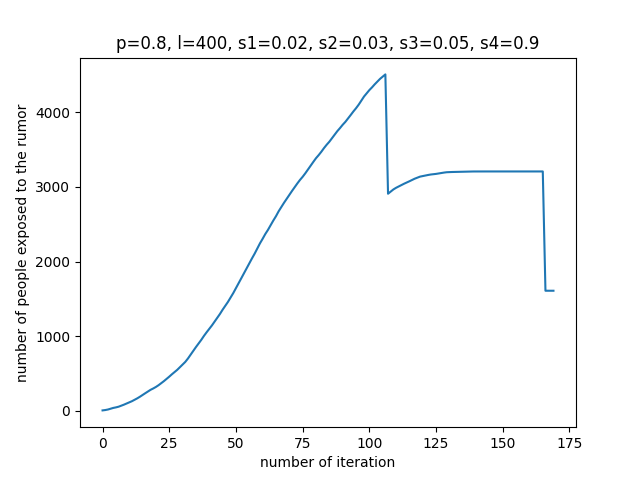 p=0.8, l=400, s1=0.02, s2=0.03, s3=0.05, s4=0.9
number of people exposed to the rumor
4000
3000
2000
1000
0
0 25 50 75 100 125 150 175
number of iteration